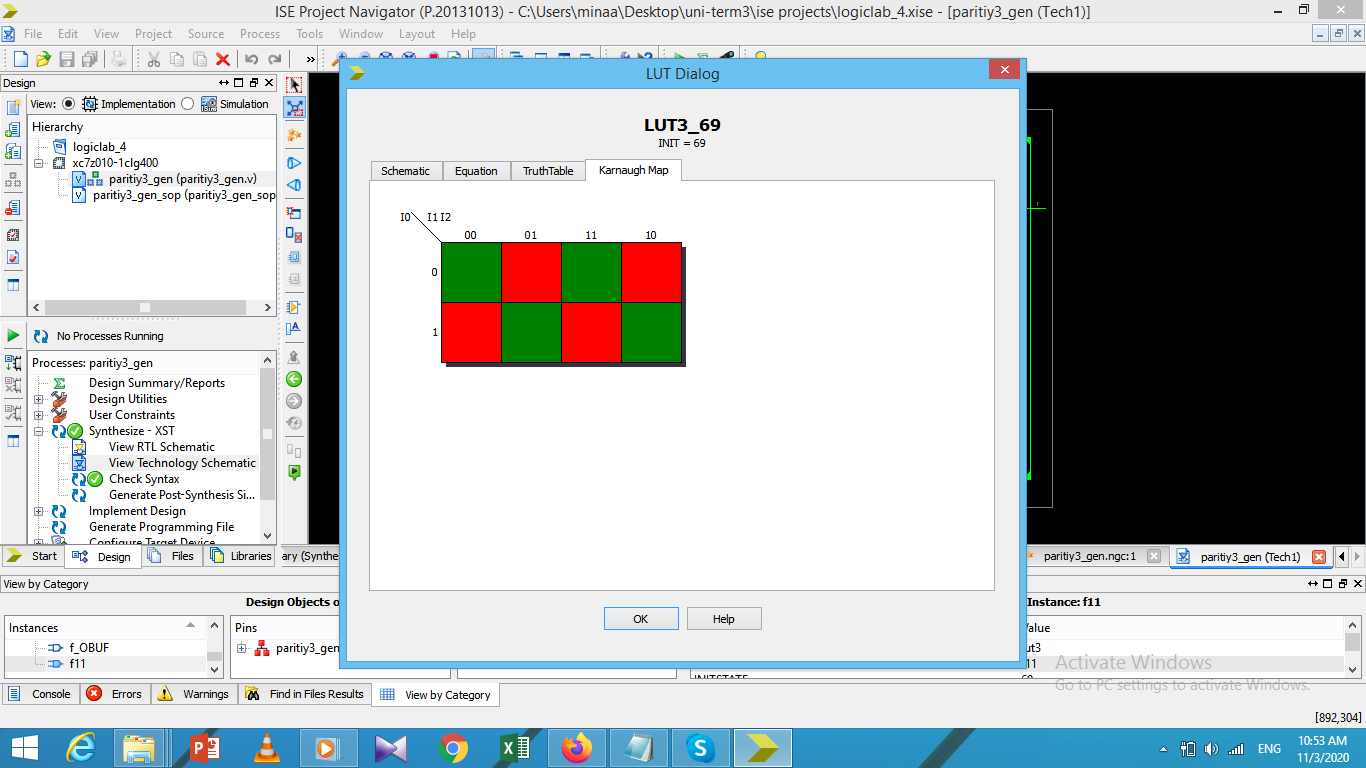 ISE Project Navigator (P.20131013) - C:\Users\minaa\Desktop\uni-term3\ise projects\logiclab_4.xise - [paritiy3_gen (Tech1)]
File Edit View Project Source Process Tools Window Layout Help
»
Design
View: Implementation Simulation
Hierarchy
logiclab_4
xc7z010-1clg400
paritiy3_gen (paritiy3_gen.v)
paritiy3_gen_sop (paritiy3_gen_sop
No Processes Running
Processes: paritiy3_gen
Design Summary/Reports
Design Utilities
User Constraints
Synthesize - XST
View RTL Schematic
View Technology Schematic
Check Syntax
Generate Post-Synthesis Si...
Implement Design
Generate Programming File
Configure Target Device
Start Design Files Libraries
ary (Synthe
LUT Dialog
LUT3_69
INIT = 69
Schematic Equation TruthTable Karnaugh Map
I0 I1 I2
00 01 11 10
0
1
OK Help
paritiy3_gen.ngc:1 paritiy3_gen (Tech1)
View by Category
Design Objects o
Instance: f11
Instances Pins
f_OBUF paritiy3_gen
f11
alue
ut3
11
INITSTATE 69
Activate Windows
Go to PC settings to activate Windows.
Console Errors Warnings Find in Files Results View by Category
[892,304]
ENG
10:53 AM
11/3/2020